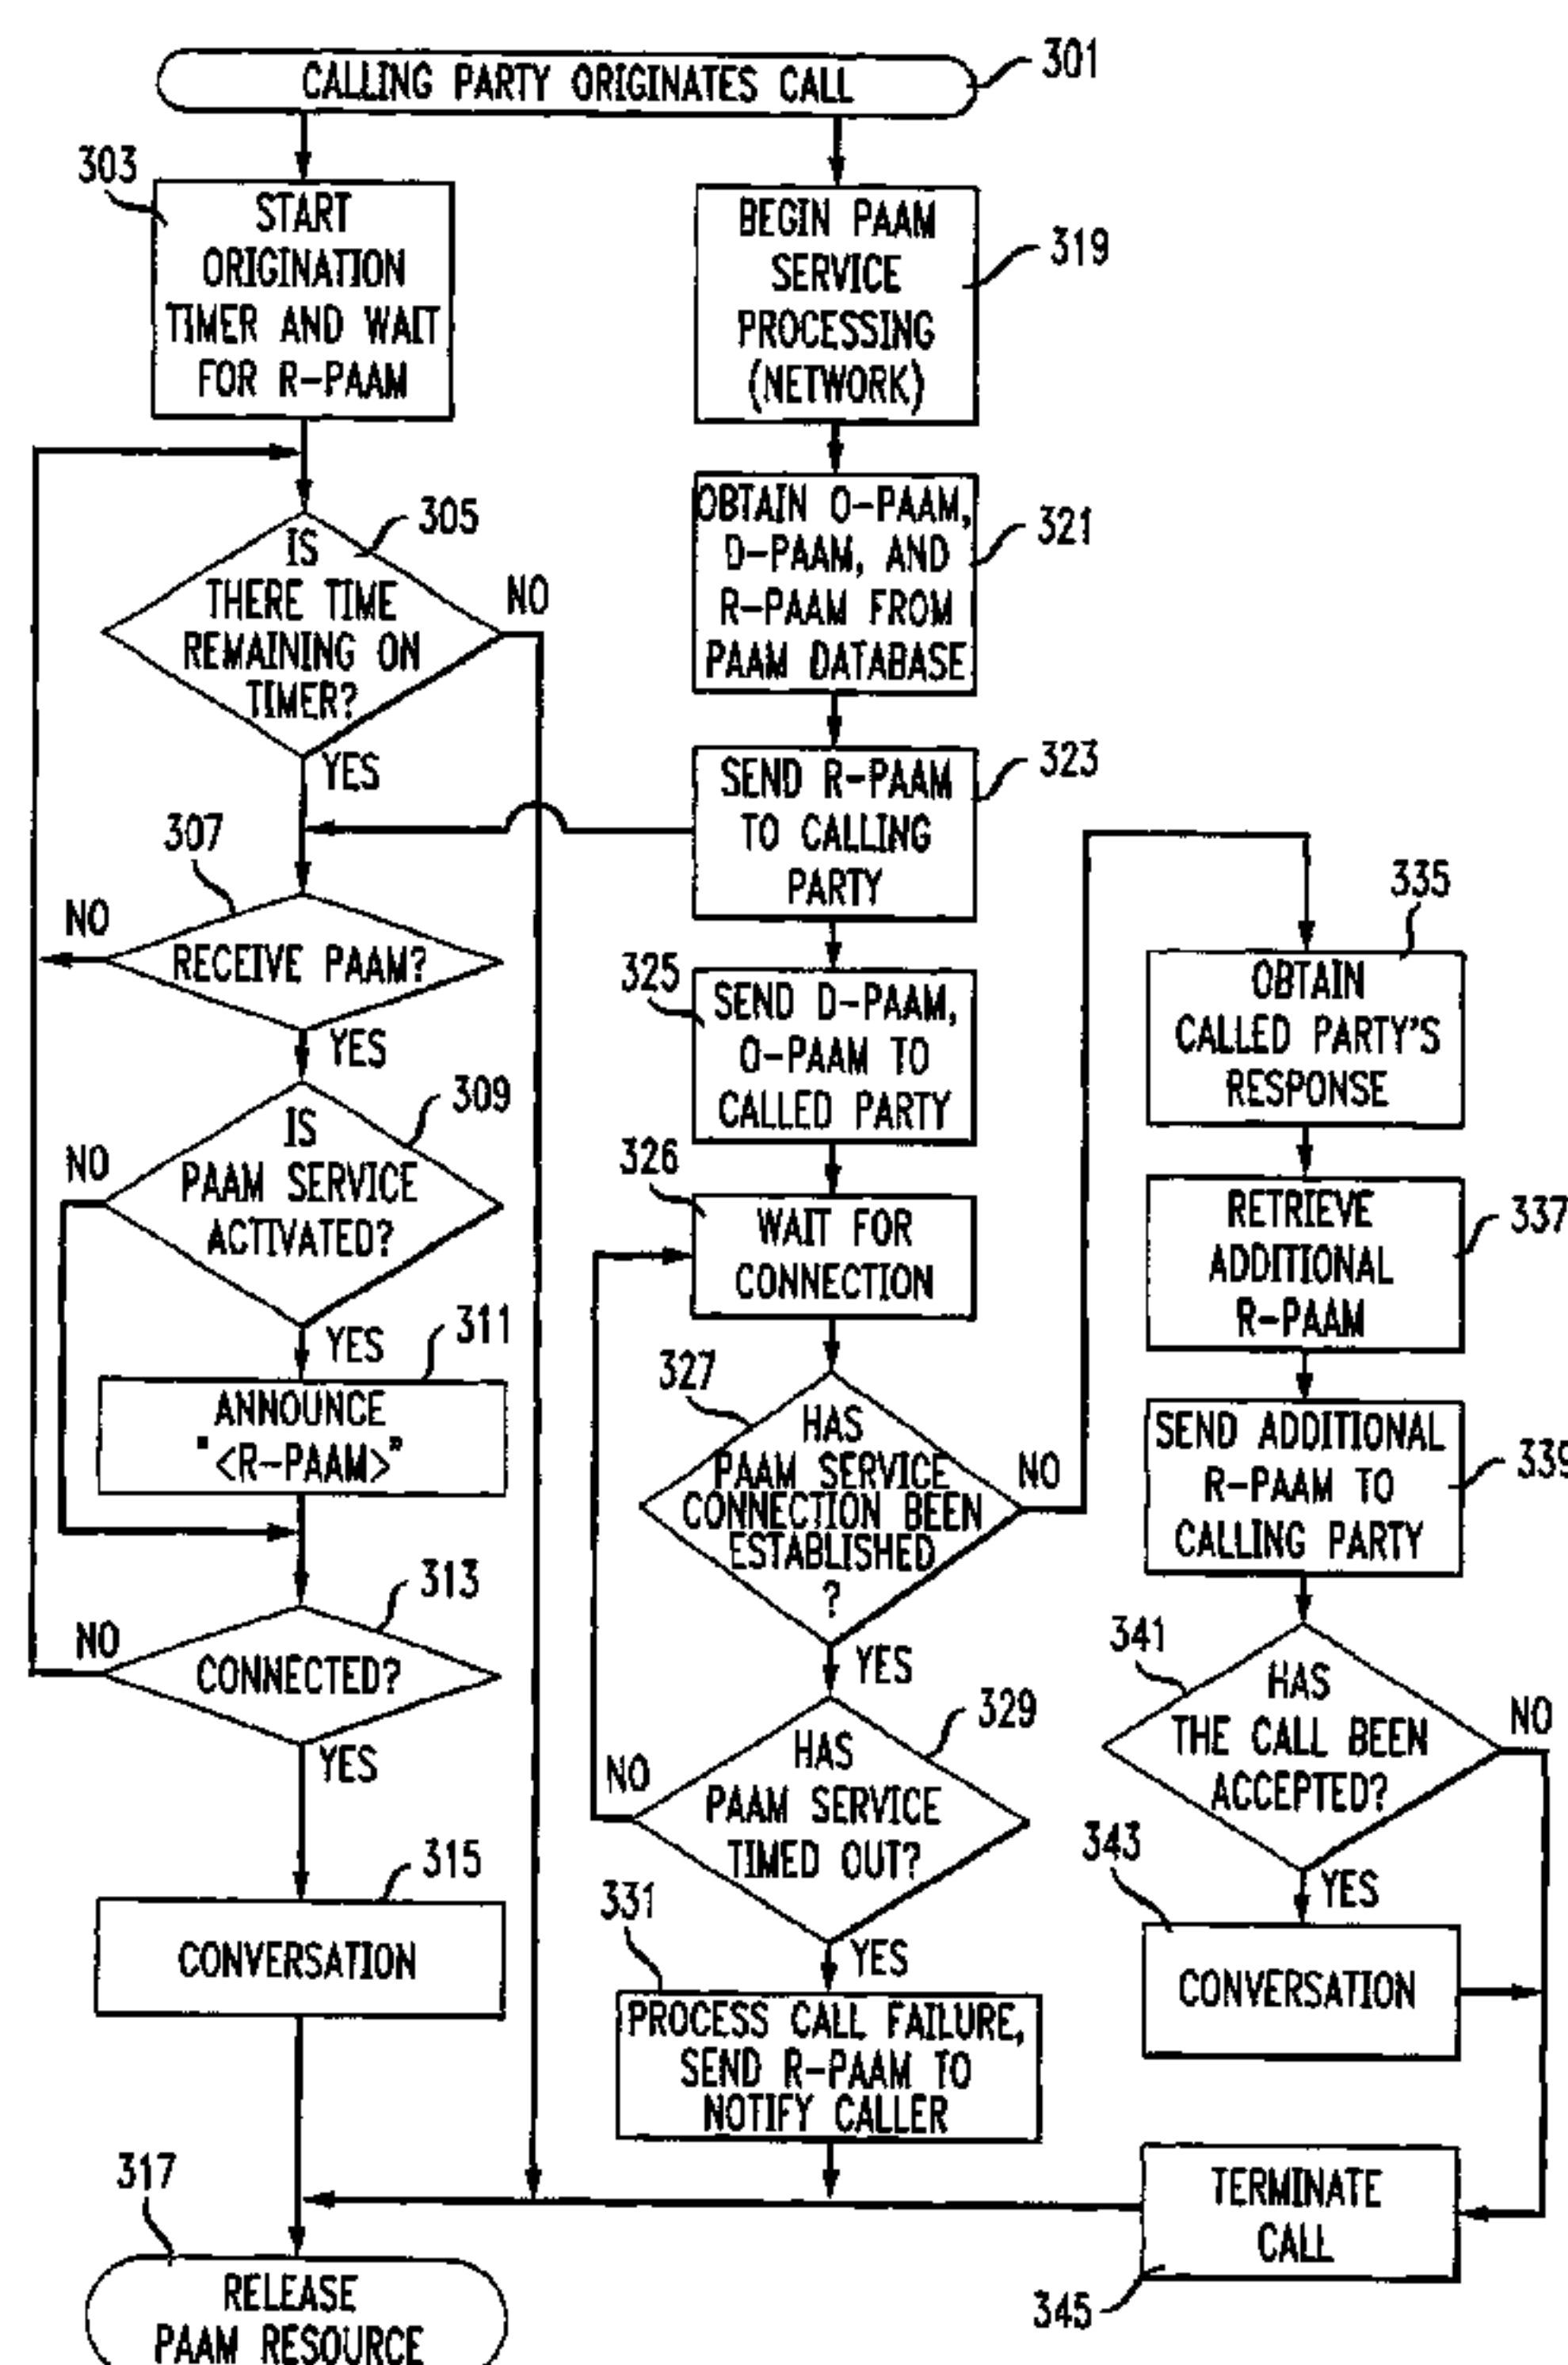 CALLING PARTY ORIGINATES CALL
301
303
START
ORIGINATION
TIMER AND WAIT
FOR R-PAAM
305
IS
THERE TIME
REMAINING ON
TIMER?
NO
YES
307
NO
RECEIVE PAAM?
YES
309
IS
PAAM SERVICE
ACTIVATED?
NO
YES
311
ANNOUNCE
"<R-PAAM>"
313
NO
CONNECTED?
YES
315
CONVERSATION
317
RELEASE
PAAM RESOURCE
BEGIN PAAM
SERVICE
PROCESSING
(NETWORK)
319
OBTAIN O-PAAM,
D-PAAM, AND
R-PAAM FROM
PAAM DATABASE
321
SEND R-PAAM
TO CALLING
PARTY
323
325
SEND D-PAAM,
O-PAAM TO
CALLED PARTY
326
WAIT FOR
CONNECTION
327
HAS
PAAM SERVICE
CONNECTION BEEN
ESTABLISHED
?
NO
YES
329
HAS
PAAM SERVICE
TIMED OUT?
NO
YES
331
PROCESS CALL FAILURE,
SEND R-PAAM TO
NOTIFY CALLER
335
OBTAIN
CALLED PARTY'S
RESPONSE
RETRIEVE
ADDITIONAL
R-PAAM
337
SEND ADDITIONAL
R-PAAM TO
CALLING PARTY
339
341
HAS
THE CALL BEEN
ACCEPTED?
NO
YES
343
CONVERSATION
TERMINATE
CALL
345